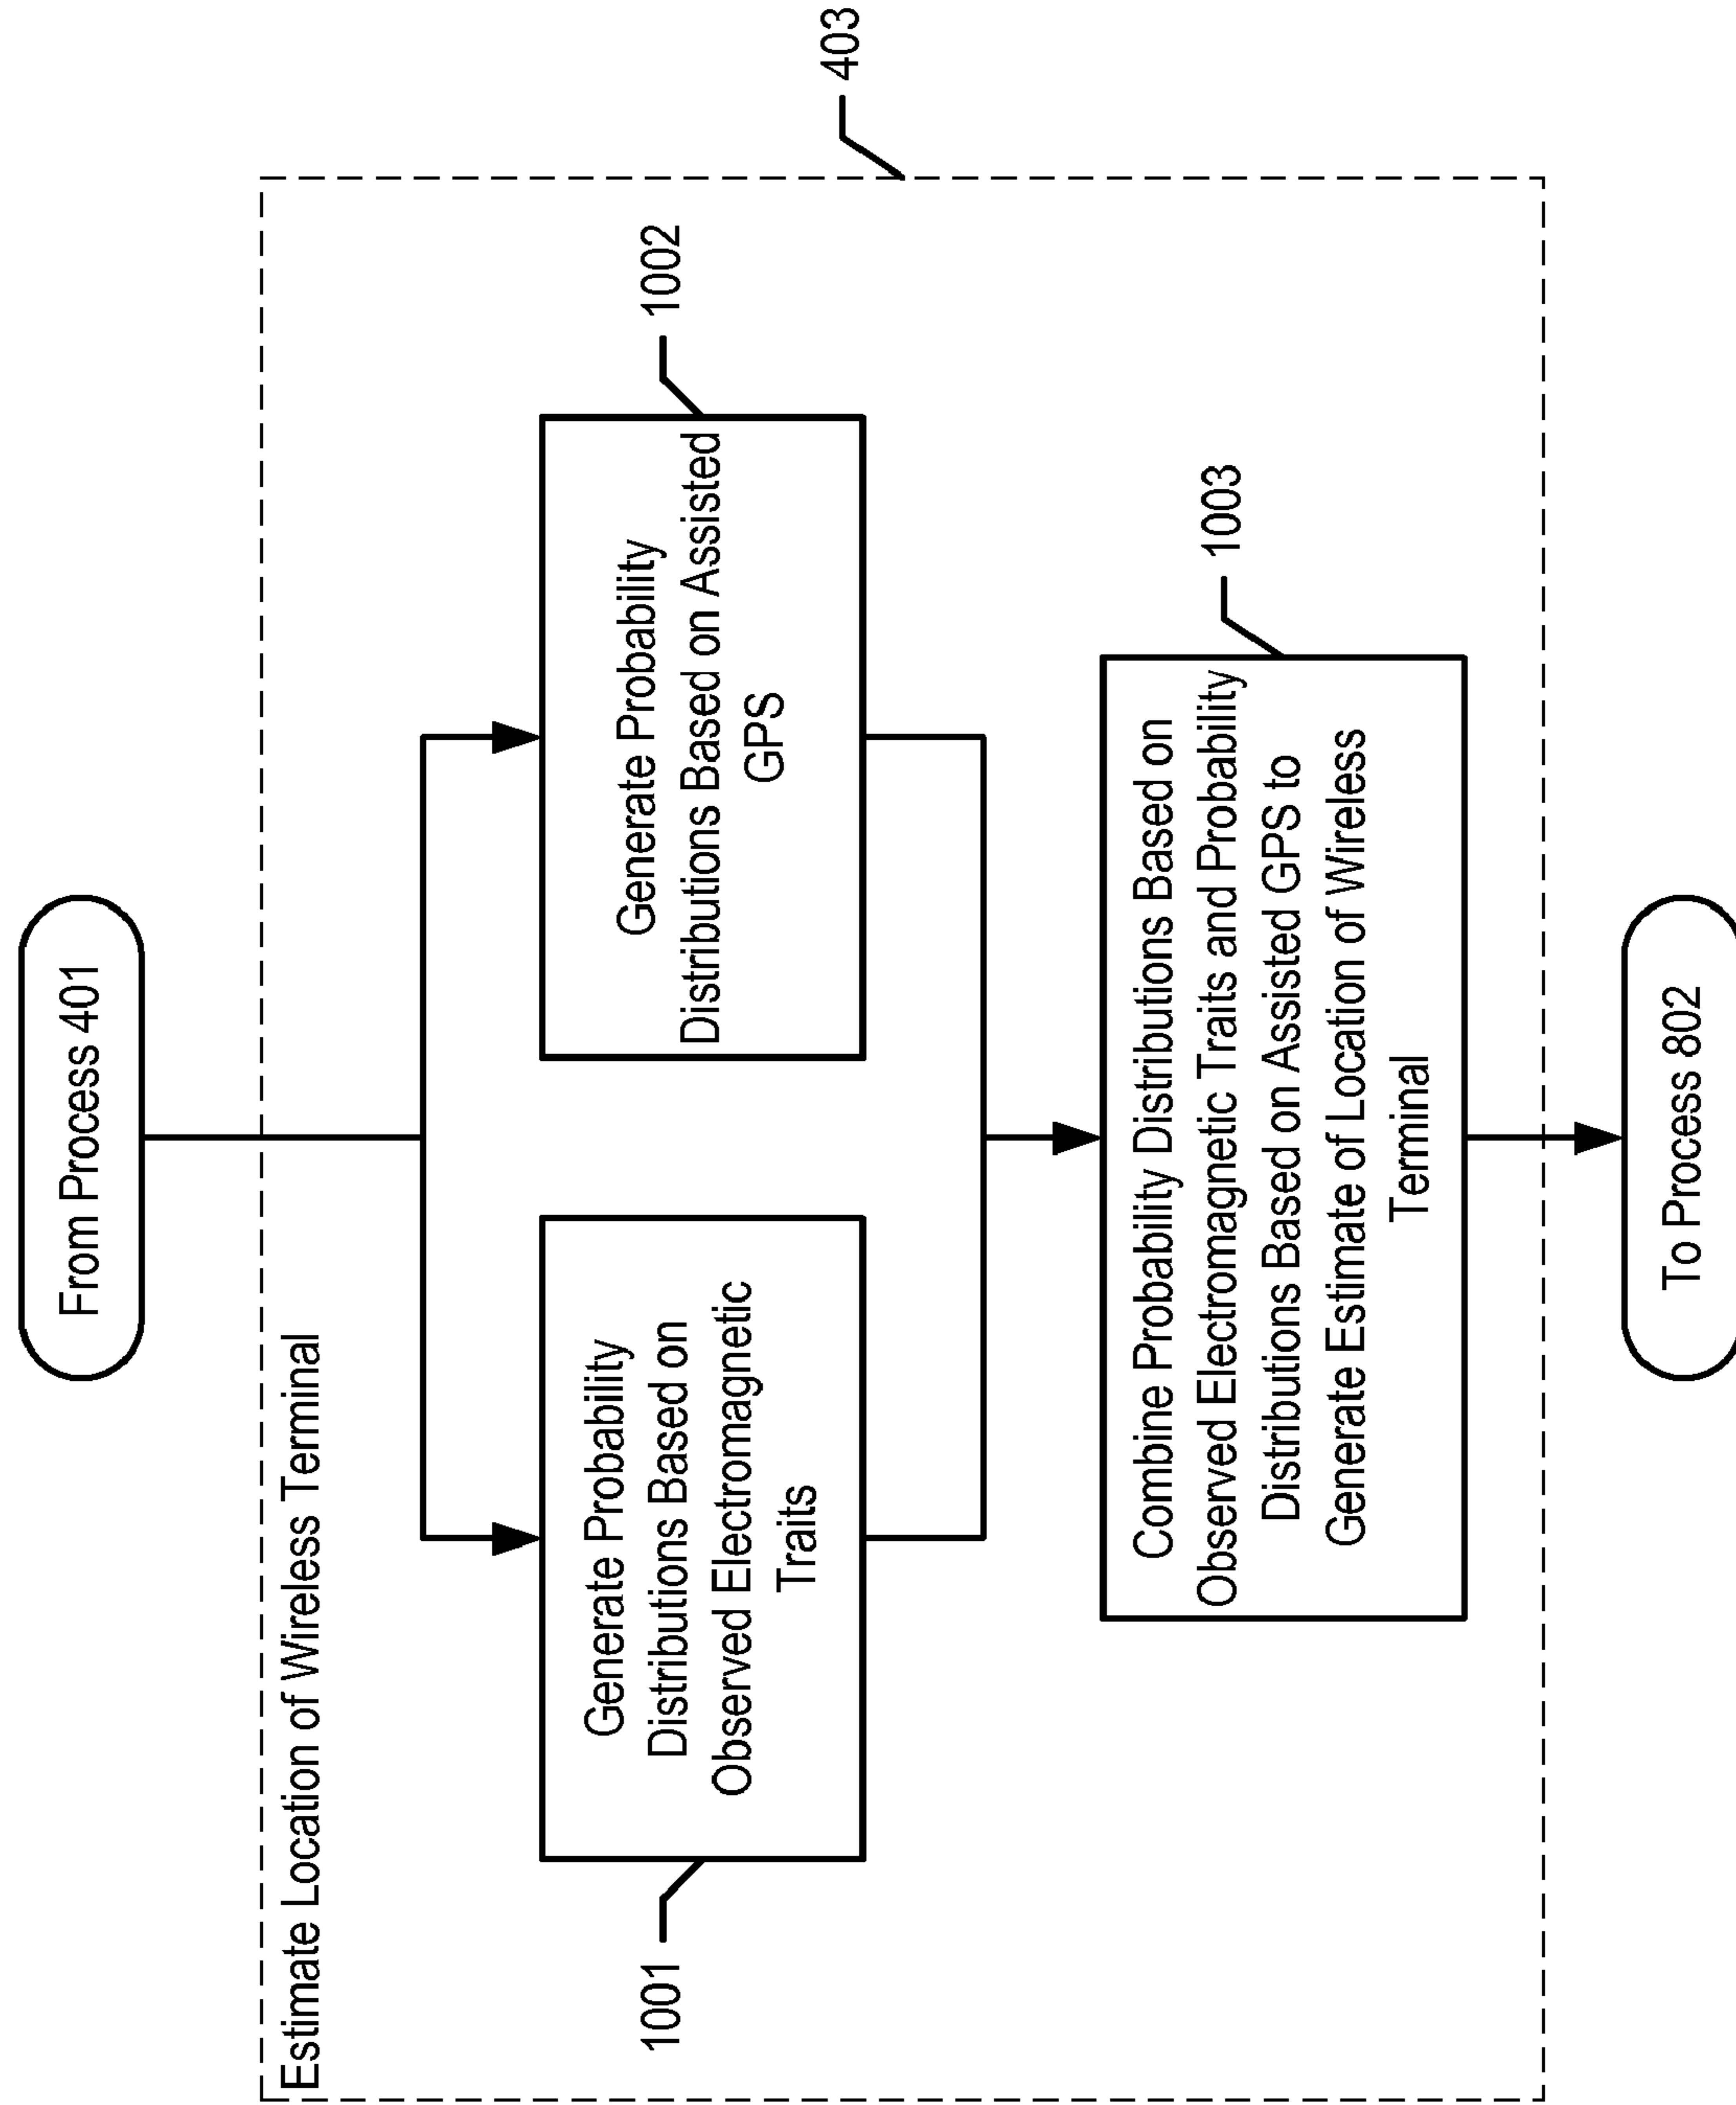 From Process 401
403
Estimate Location of Wireless Terminal
1001
Generate Probability
Distributions Based on
Observed Electromagnetic
Traits
1002
Generate Probability
Distributions Based on Assisted
GPS
1003
Combine Probability Distributions Based on
Observed Electromagnetic Traits and Probability
Distributions Based on Assisted GPS to
Generate Estimate of Location of Wireless
Terminal
To Process 802